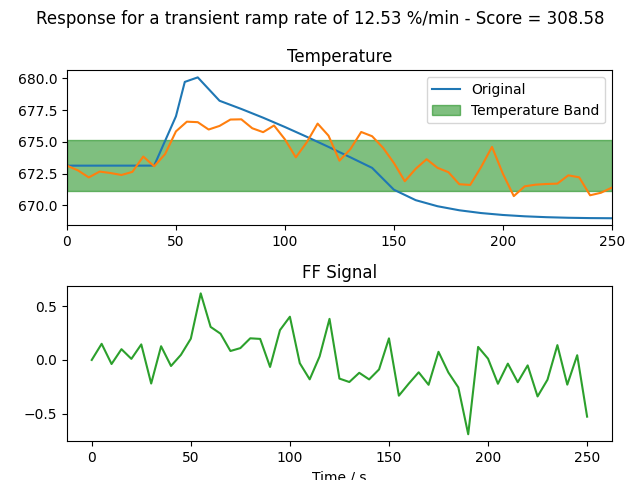 Response for a transient ramp rate of 12.53 %/min - Score = 308.58
Temperature
680.0
677.5
675.0
672.5
670.0
Original
Temperature Band
0 50 100 150 200 250
FF Signal
0.5
0.0
−0.5
0 50 100 150 200 250
Time / s